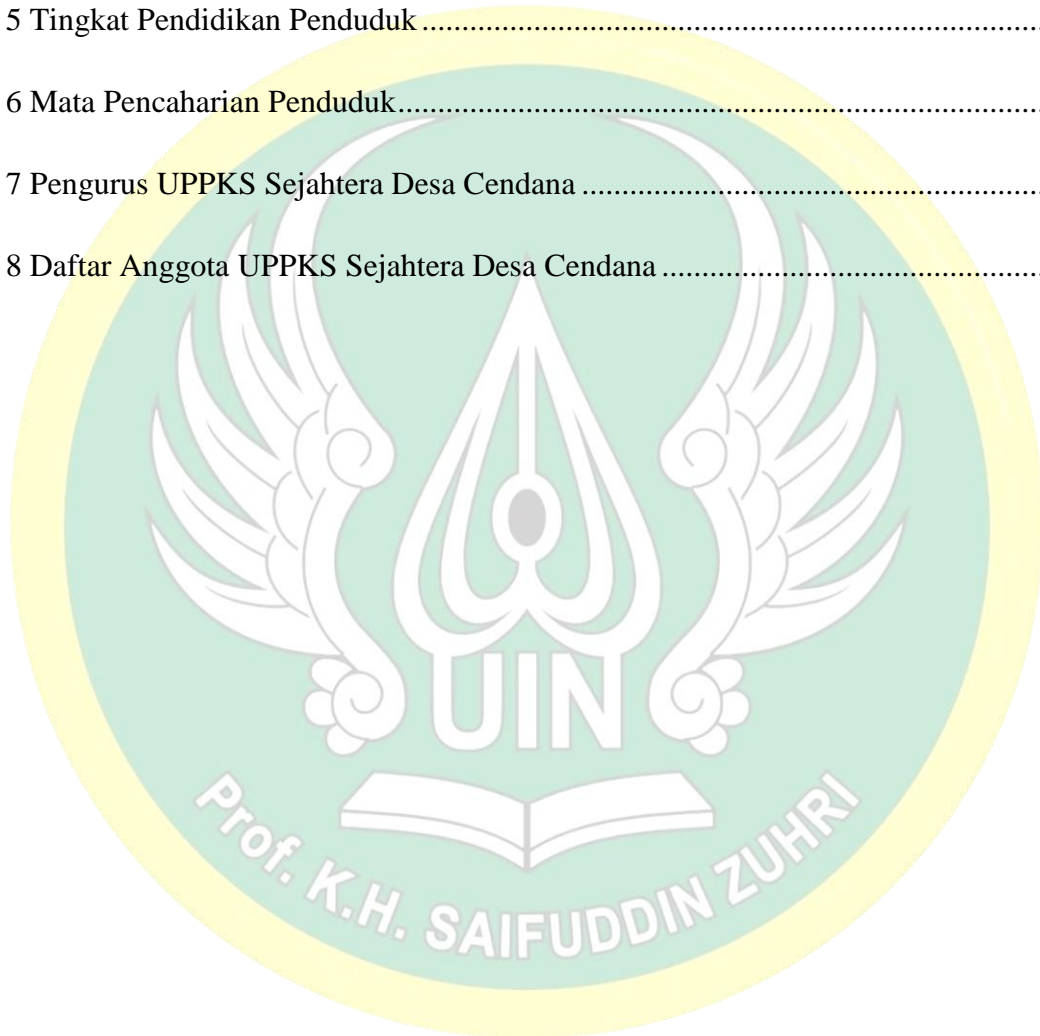 5 Tingkat Pendidikan Penduduk ........................................................................
6 Mata Pencaharian Penduduk...........................................................................
7 Pengurus UPPKS Sejahtera Desa Cendana ....................................................
8 Daftar Anggota UPPKS Sejahtera Desa Cendana ..........................................
UIN
Prof. K.H. SAIFUDDIN ZUHRI